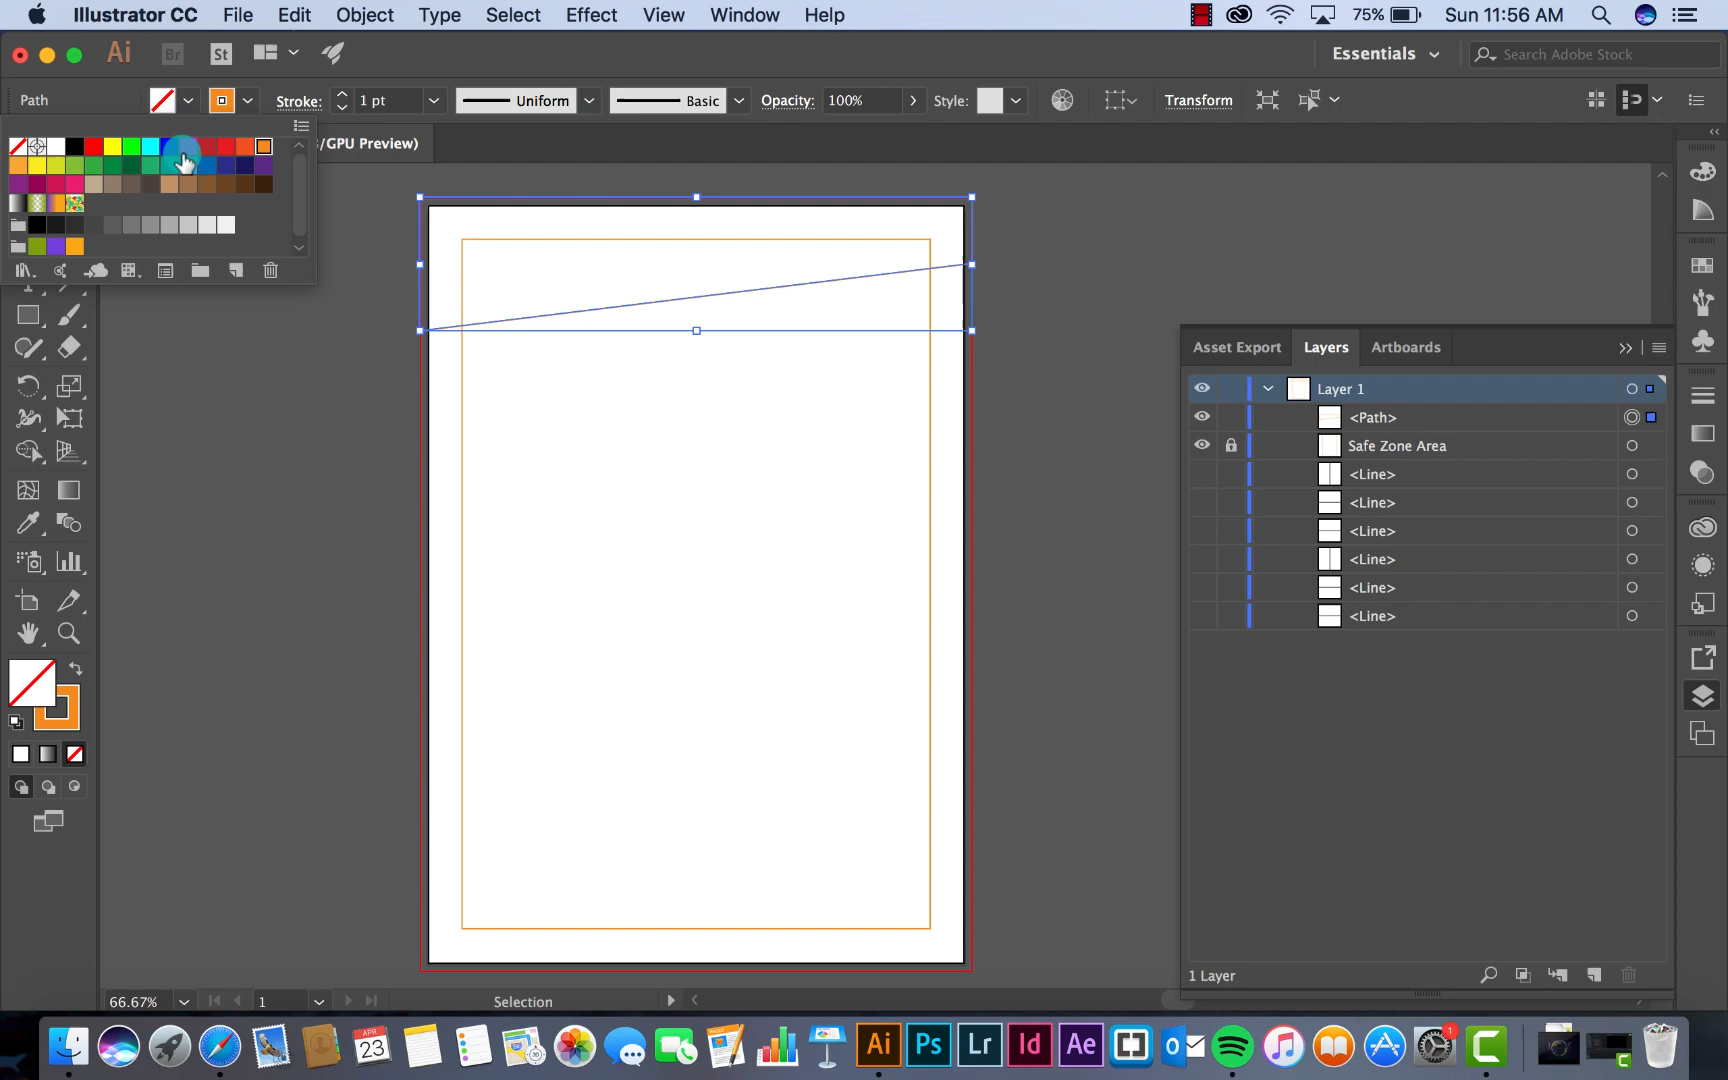 Illustrator CC File Edit Object Type Select Effect View Window Help 75% Sun 11:56 AM
Ai Br St Essentials Search Adobe Stock
Path Stroke: 1 pt Uniform Basic Opacity: 100% Style: Transform
/GPU Preview)
Asset Export Layers Artboards
Layer 1
<Path>
Safe Zone Area
<Line>
<Line>
<Line>
<Line>
<Line>
<Line>
1 Layer
66.67% 1 Selection
APR
23
Ai Ps Lr Id Ae
1